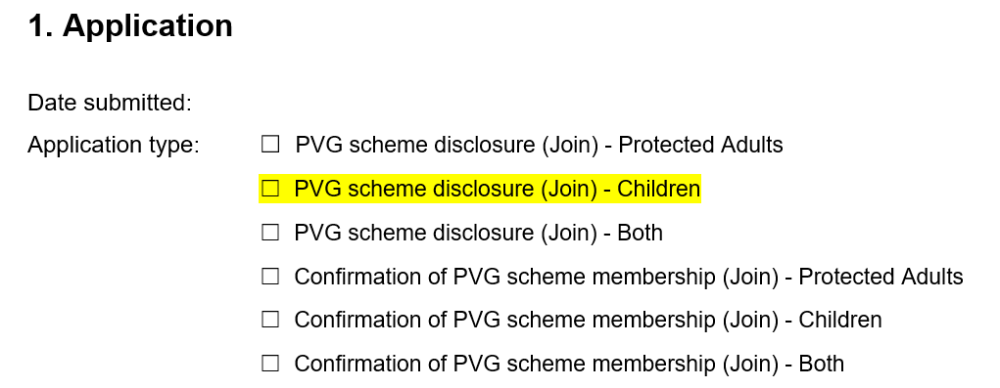 1. Application
Date submitted:
Application type: ☐ PVG scheme disclosure (Join) - Protected Adults
☐ PVG scheme disclosure (Join) - Children
☐ PVG scheme disclosure (Join) - Both
☐ Confirmation of PVG scheme membership (Join) - Protected Adults
☐ Confirmation of PVG scheme membership (Join) - Children
☐ Confirmation of PVG scheme membership (Join) - Both